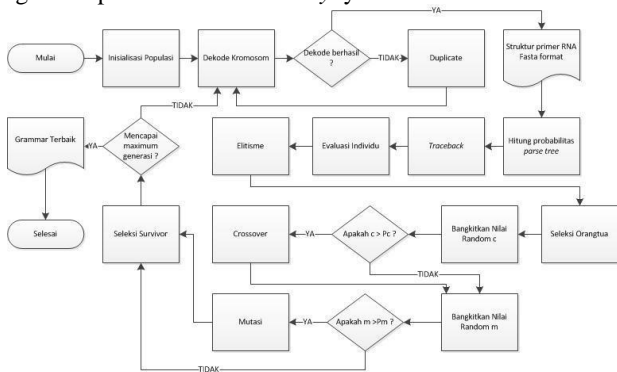 YA
Mulai
Inisialisasi Populasi
Dekode Kromosom
Dekode berhasil
?
TIDAK
Duplicate
Struktur primer RNA
Fasta format
TIDAK
Grammar Terbaik
YA
Mencapai
maximum
generasi ?
Elitisme
Evaluasi Individu
Traceback
Hitung probabilitas
parse tree
Selesai
Seleksi Survivor
Crossover
YA
Apakah c > Pc ?
Bangkitkan Nilai
Random c
Seleksi Orangtua
TIDAK
Mutasi
YA
Apakah m >Pm ?
Bangkitkan Nilai
Random m
TIDAK